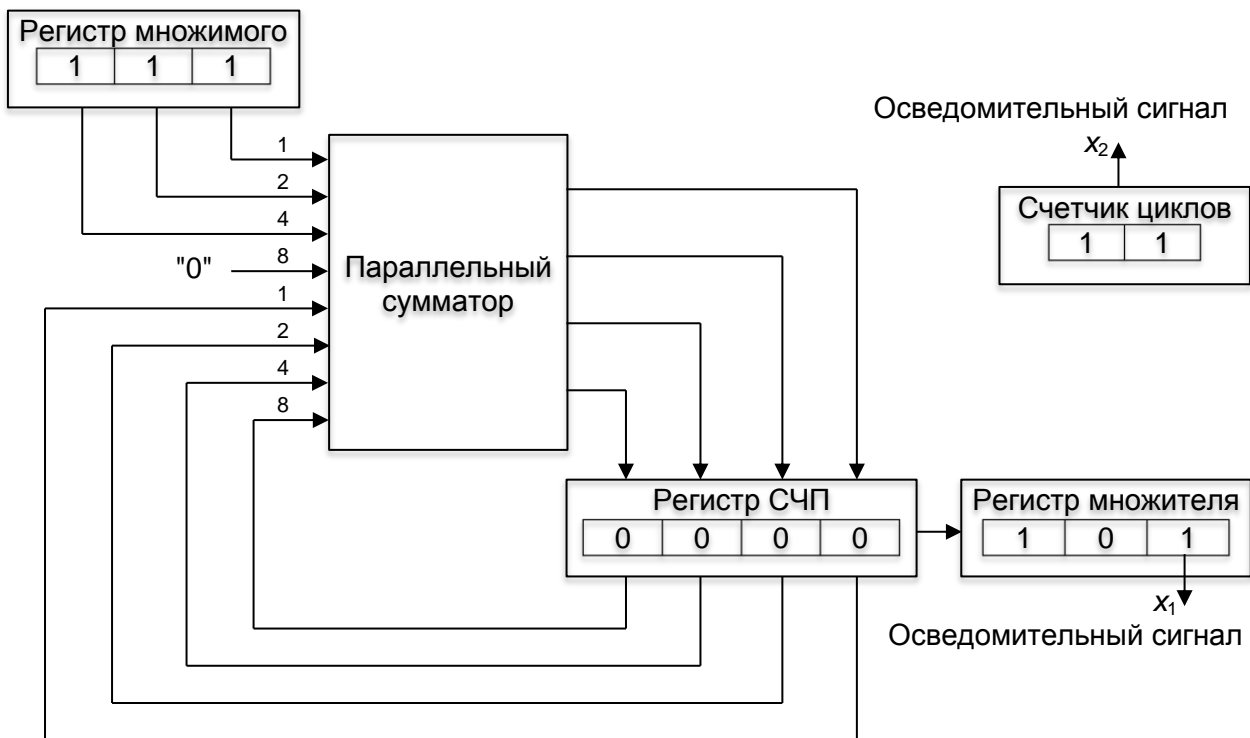 Регистр множимого
1 1 1
Осведомительный сигнал
x2
1
2
4
"0" 8
1
2
4
8
Параллельный
сумматор
Счетчик циклов
1 1
Регистр СЧП
0 0 0 0
Регистр множителя
1 0 1
x1
Осведомительный сигнал